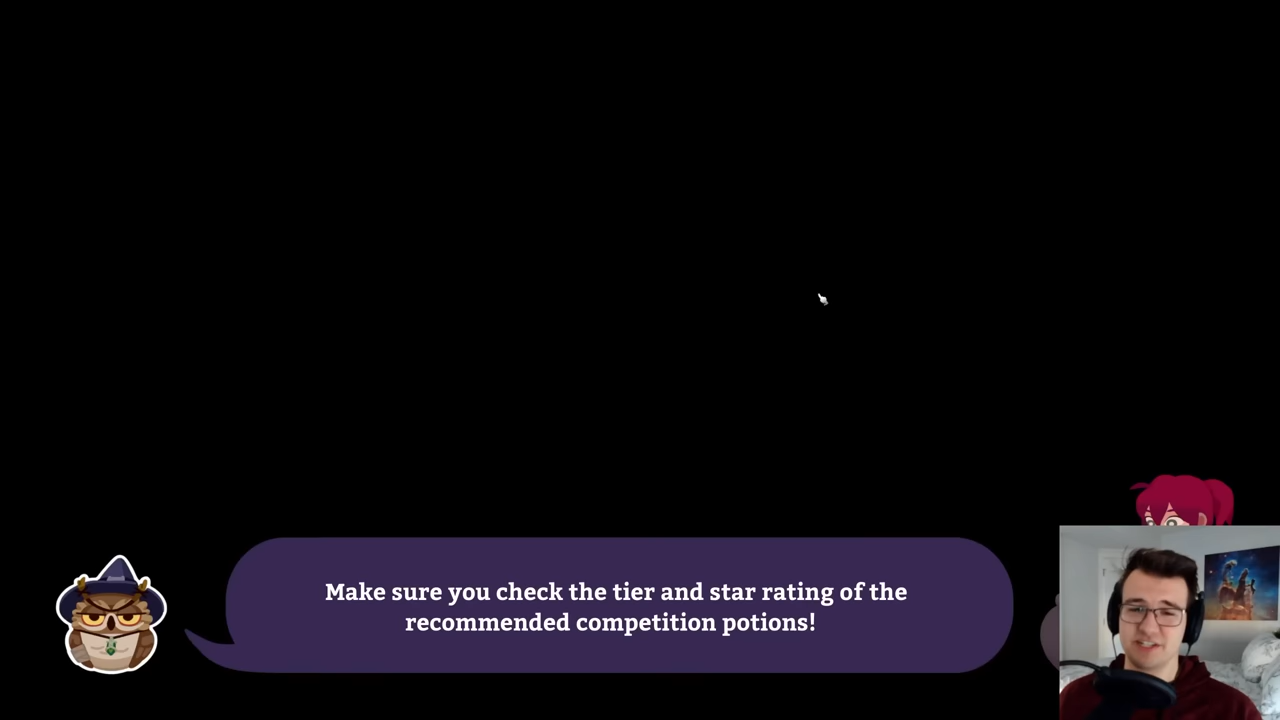 Make sure you check the tier and star rating of the
recommended competition potions!